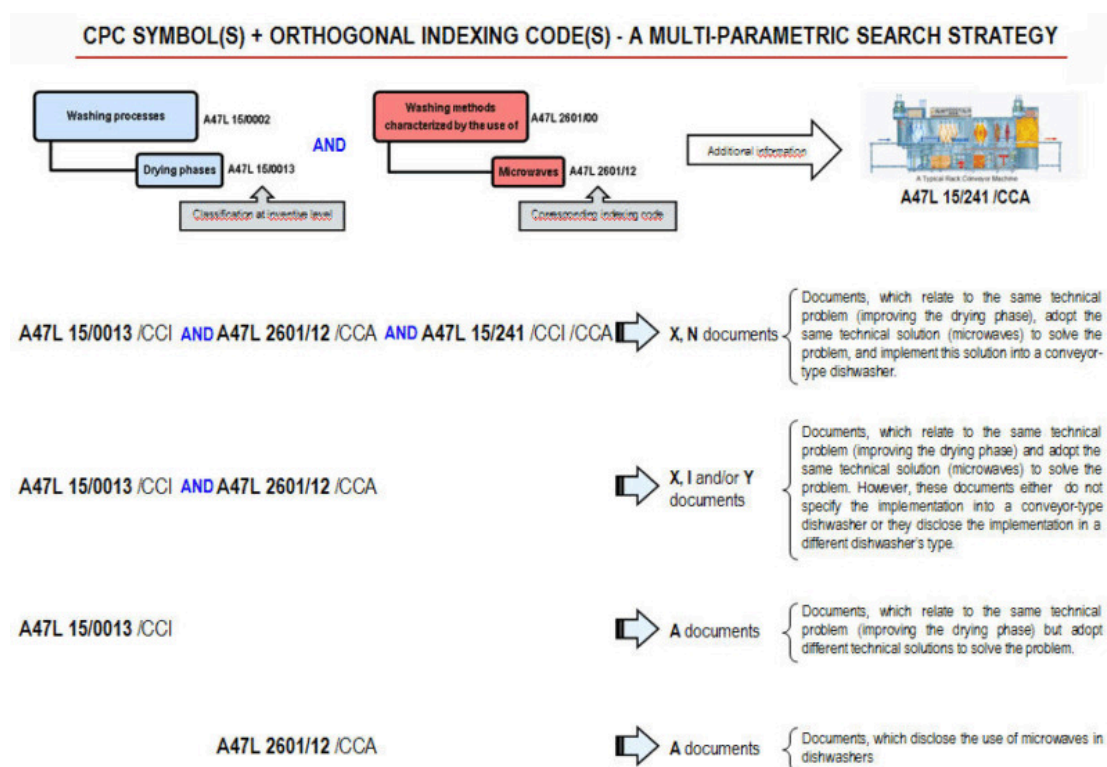 CPC SYMBOL(S) + ORTHOGONAL INDEXING CODE(S) - A MULTI-PARAMETRIC SEARCH STRATEGY
Washing processes
A47L 15/0002
Drying phases
A47L 15/0013
Classification at inventive level
AND
Washing methods
characterized by the use of
A47L 2601/00
Microwaves
A47L 2601/12
Corresponding indexing code
Additional information
A Typical Rack Conveyor Machine
A47L 15/241 /CCA
A47L 15/0013 /CCI AND A47L 2601/12 /CCA AND A47L 15/241 /CCI /CCA
X, N documents
Documents, which relate to the same technical
problem (improving the drying phase), adopt
the same technical solution (microwaves) to solve the
problem, and implement this solution into a conveyor-
type dishwasher.
A47L 15/0013 /CCI AND A47L 2601/12 /CCA
X, I and/or Y
documents
Documents, which relate to the same technical
problem (improving the drying phase) and adopt the
same technical solution (microwaves) to solve the
problem. However, these documents either do not
specify the implementation into a conveyor-type
dishwasher or they disclose the implementation in a
different dishwasher's type.
A47L 15/0013 /CCI
A documents
Documents, which relate to the same technical
problem (improving the drying phase) but adopt
different technical solutions to solve the problem.
A47L 2601/12 /CCA
A documents
Documents, which disclose the use of microwaves in
dishwashers